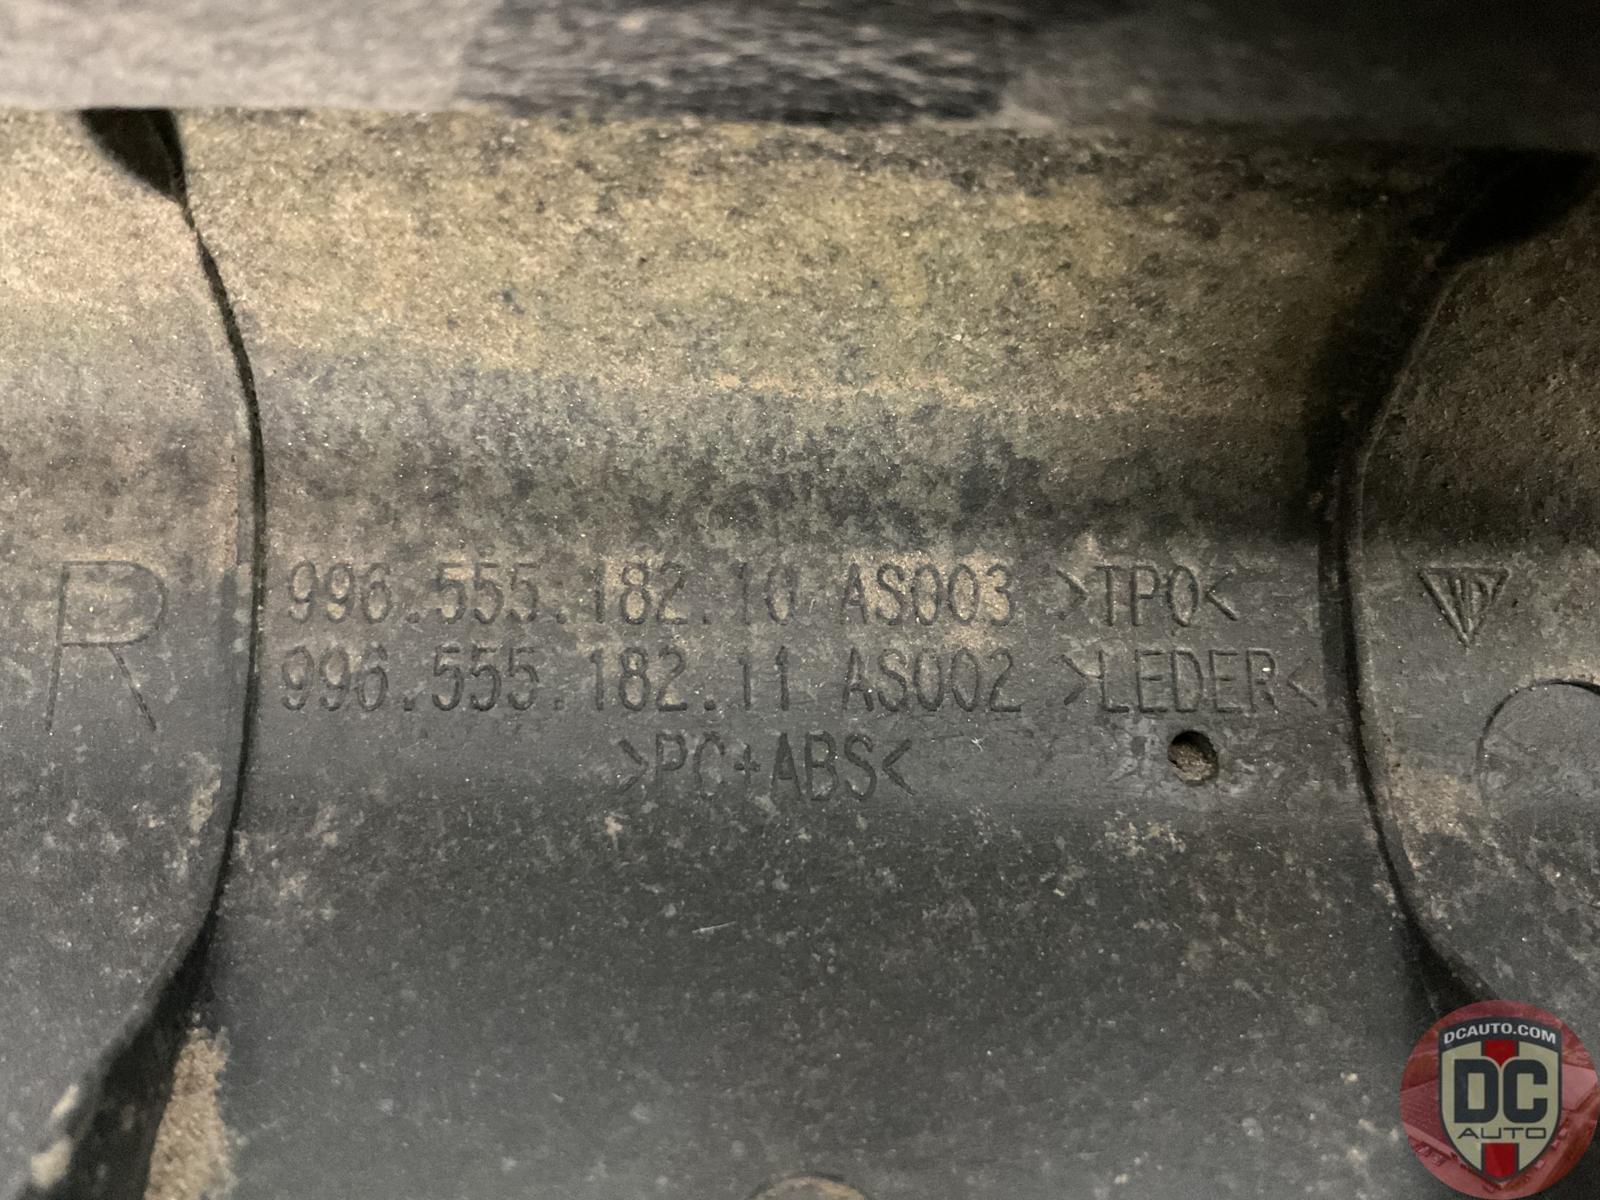 R
996.555.182.10 AS003 >TPO<
996.555.182.11 AS002 >LEDER<
>PC+ABS<
DCAUTO.COM
DC
AUTO